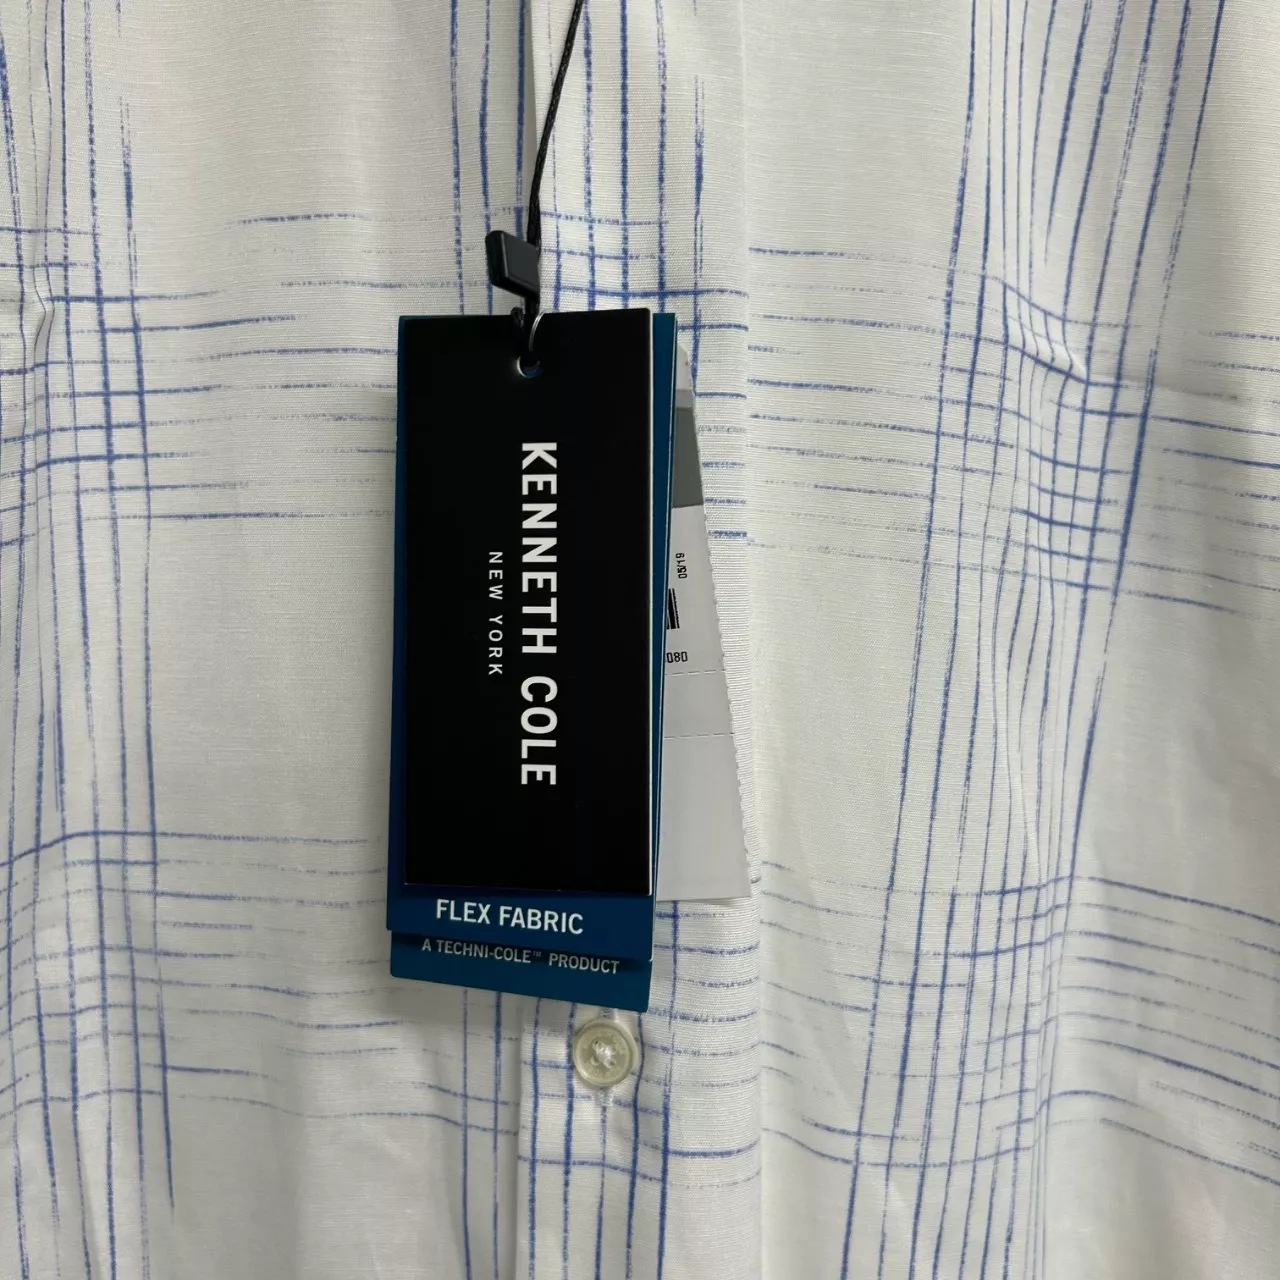 KENNETH COLE
NEW YORK
FLEX FABRIC
A TECHNI-COLE™ PRODUCT
05/19
080